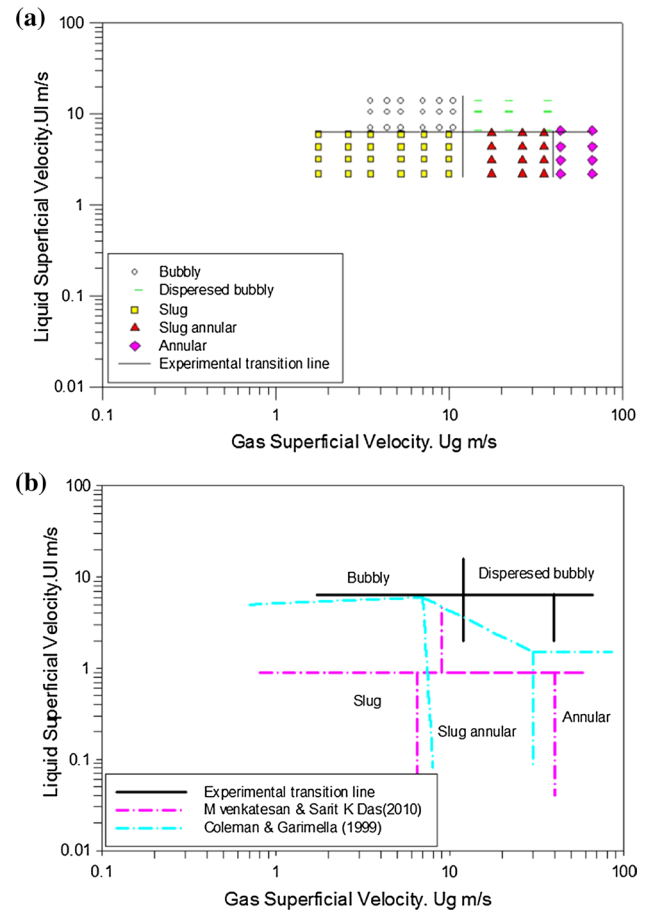 (a)
100
10
1
0.1
0.01
Liquid Superficial Velocity.Ul m/s
Bubbly
Disperesed bubbly
Slug
Slug annular
Annular
Experimental transition line
0.1
1
10
100
Gas Superficial Velocity. Ug m/s
(b)
100
10
1
0.1
0.01
Liquid Superficial Velocity.Ul m/s
Bubbly
Disperesed bubbly
Slug
Slug annular
Annular
Experimental transition line
M venkatesan & Sarit K Das(2010)
Coleman & Garimella (1999)
0.1
1
10
100
Gas Superficial Velocity. Ug m/s